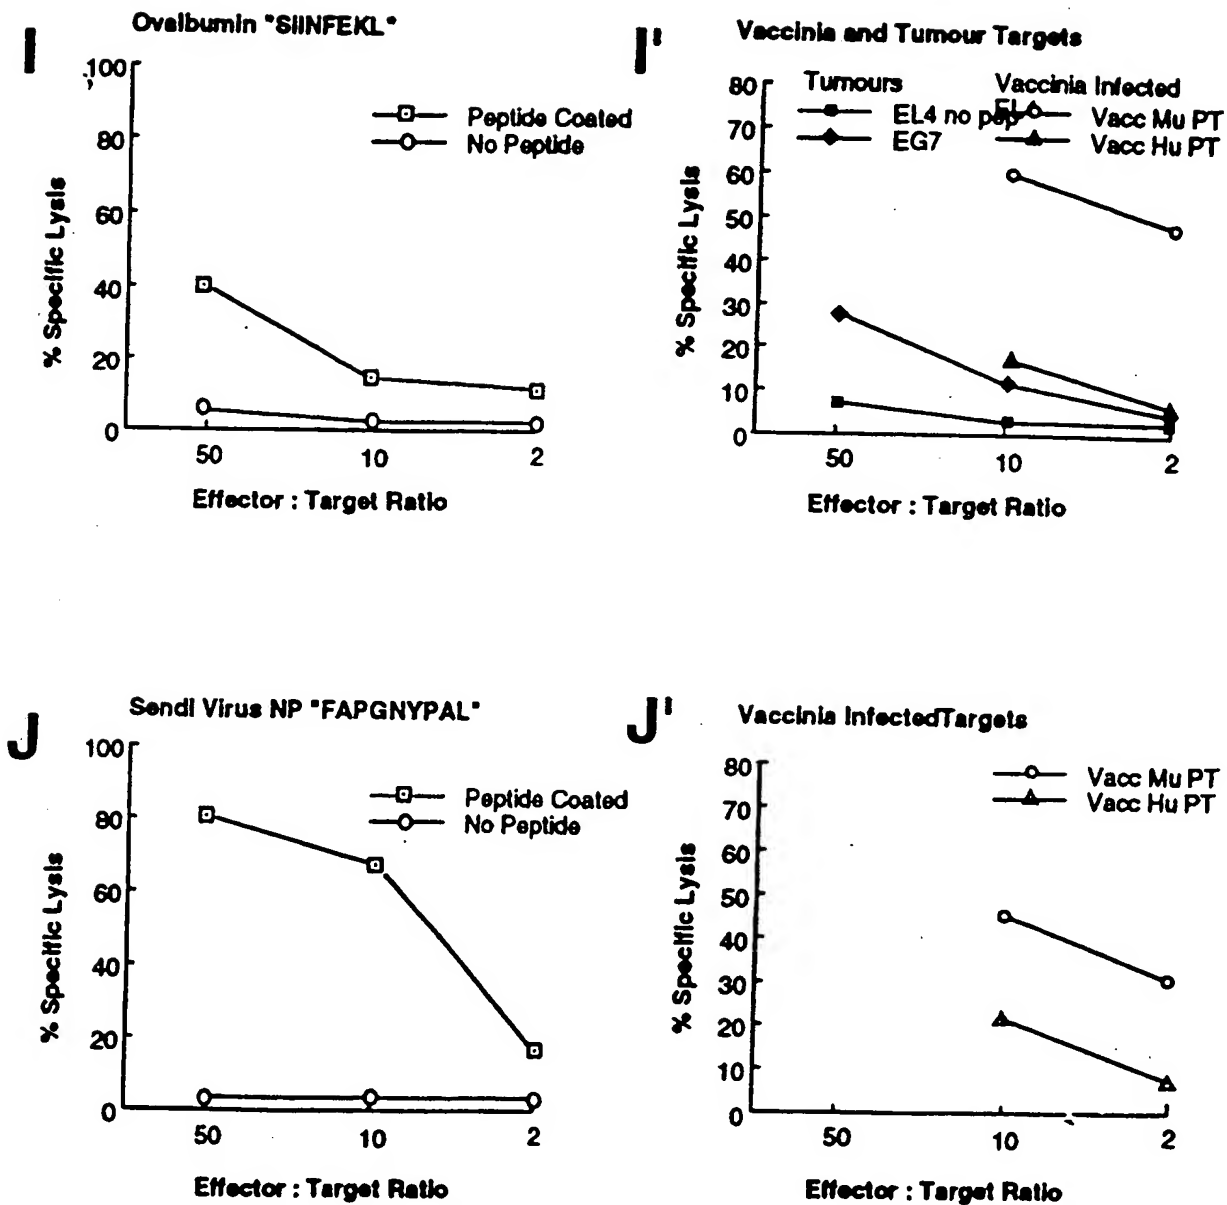 I
Ovalbumin "SIINFEKL"
100
80
60
40
20
0
% Specific Lysis
Peptide Coated
No Peptide
50 10 2
Effector : Target Ratio
I'
Vaccinia and Tumour Targets
Tumours
EL4 no pep
EG7
Vaccinia Infected
EL4
Vacc Mu PT
Vacc Hu PT
80
70
60
50
40
30
20
10
0
% Specific Lysis
50 10 2
Effector : Target Ratio
J
Sendi Virus NP "FAPGNYPAL"
100
80
60
40
20
0
% Specific Lysis
Peptide Coated
No Peptide
50 10 2
Effector : Target Ratio
J'
Vaccinia InfectedTargets
80
70
60
50
40
30
20
10
0
% Specific Lysis
Vacc Mu PT
Vacc Hu PT
50 10 2
Effector : Target Ratio